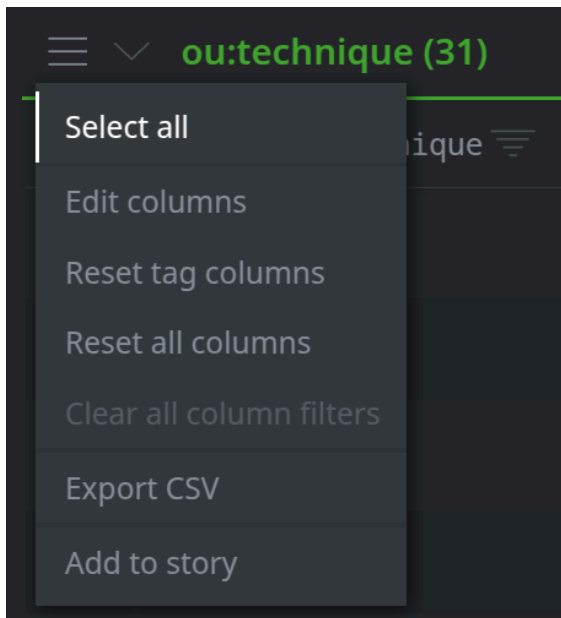 ou:technique (31)
Select all
ique
Edit columns
Reset tag columns
Reset all columns
Clear all column filters
Export CSV
Add to story